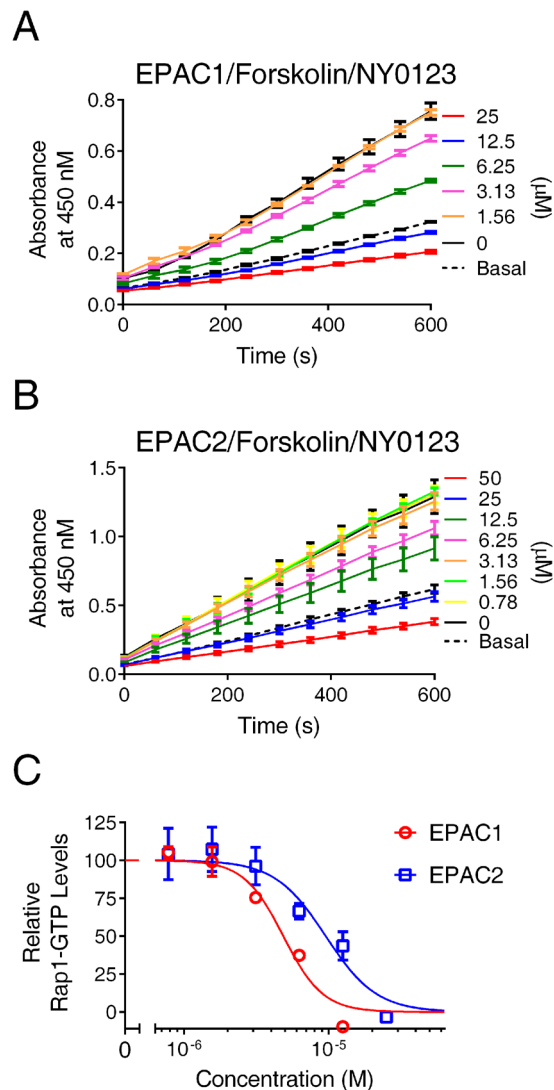 A
EPAC1/Forskolin/NY0123
Absorbance
at 450 nM
0.8
0.6
0.4
0.2
0.0
0
200
400
600
Time (s)
25
12.5
6.25
3.13
1.56
0
Basal
(μM)
B
EPAC2/Forskolin/NY0123
Absorbance
at 450 nM
1.5
1.0
0.5
0.0
0
200
400
600
Time (s)
50
25
12.5
6.25
3.13
1.56
0.78
0
Basal
(μM)
C
Relative
Rap1-GTP Levels
125
100
75
50
25
0
0
10⁻⁶
10⁻⁵
Concentration (M)
EPAC1
EPAC2